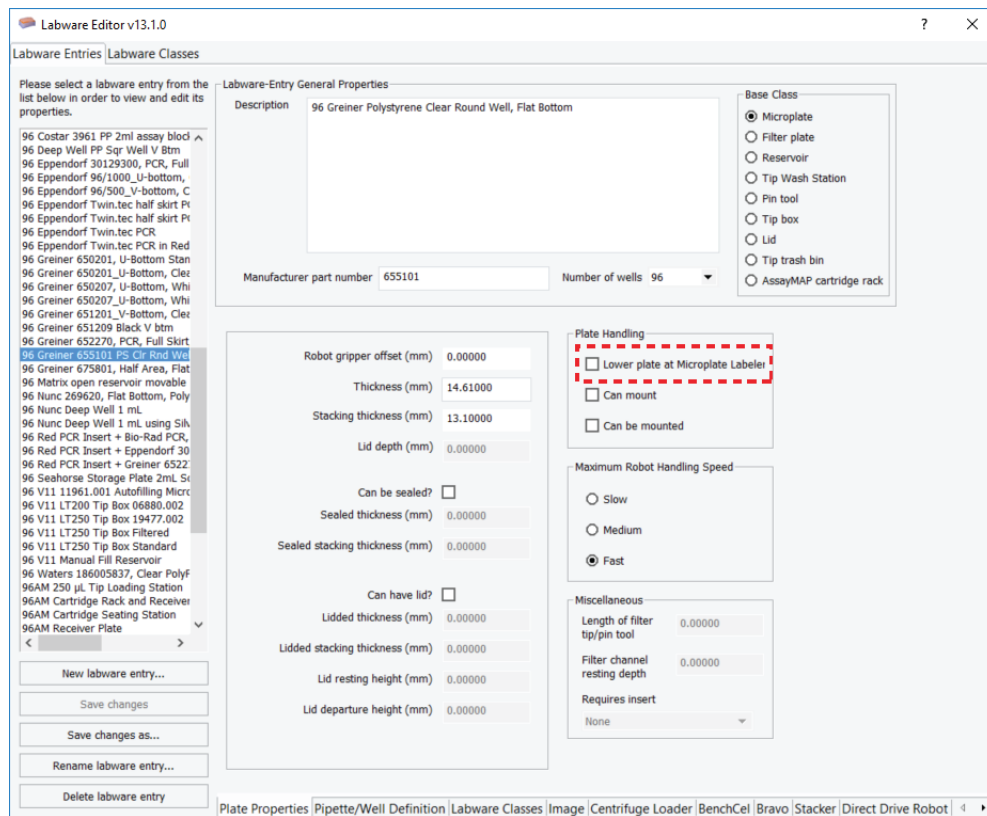 Labware Editor v13.1.0
?
Labware Entries Labware Classes
Please select a labware entry from the
list below in order to view and edit its
properties.
96 Costar 3961 PP 2ml assay block
96 Deep Well PP Sqr Well V Btm
96 Eppendorf 30129300, PCR, Full
96 Eppendorf 96/1000_U-bottom,
96 Eppendorf 96/500_V-bottom, C
96 Eppendorf Twin.tec half skirt P
96 Eppendorf Twin.tec half skirt P
96 Eppendorf Twin.tec PCR
96 Eppendorf Twin.tec PCR in Red
96 Greiner 650201, U-Bottom Stan
96 Greiner 650201_U-Bottom, Clea
96 Greiner 650207, U-Bottom, Whi
96 Greiner 650207_U-Bottom, Whi
96 Greiner 651201_V-Bottom, Clea
96 Greiner 651209 Black V btm
96 Greiner 652270, PCR, Full Skirt
96 Greiner 655101 PS Clr Rnd Wel
96 Greiner 675801, Half Area, Flat
96 Matrix open reservoir movable
96 Nunc 269620, Flat Bottom, Poly
96 Nunc Deep Well 1 mL
96 Nunc Deep Well 1 mL using Silv
96 Red PCR Insert + Bio-Rad PCR,
96 Red PCR Insert + Eppendorf 30
96 Red PCR Insert + Greiner 6522
96 Seahorse Storage Plate 2mL S
96 V11 11961.001 Autofilling Micro
96 V11 LT200 Tip Box 06880.002
96 V11 LT250 Tip Box 19477.002
96 V11 LT250 Tip Box Filtered
96 V11 LT250 Tip Box Standard
96 V11 Manual Fill Reservoir
96 Waters 186005837, Clear PolyP
96AM 250 µL Tip Loading Station
96AM Cartridge Rack and Receiver
96AM Cartridge Seating Station
96AM Receiver Plate
New labware entry...
Save changes
Save changes as...
Rename labware entry...
Delete labware entry
Labware-Entry General Properties
Description
96 Greiner Polystyrene Clear Round Well, Flat Bottom
Manufacturer part number 655101
Number of wells 96
Base Class
Microplate
Filter plate
Reservoir
Tip Wash Station
Pin tool
Tip box
Lid
Tip trash bin
AssayMAP cartridge rack
Robot gripper offset (mm) 0.00000
Thickness (mm) 14.61000
Stacking thickness (mm) 13.10000
Lid depth (mm) 0.00000
Can be sealed?
Sealed thickness (mm) 0.00000
Sealed stacking thickness (mm) 0.00000
Can have lid?
Lidded thickness (mm) 0.00000
Lidded stacking thickness (mm) 0.00000
Lid resting height (mm) 0.00000
Lid departure height (mm) 0.00000
Plate Handling
Lower plate at Microplate Labeler
Can mount
Can be mounted
Maximum Robot Handling Speed
Slow
Medium
Fast
Miscellaneous
Length of filter
tip/pin tool
0.00000
Filter channel
resting depth
0.00000
Requires insert
None
Plate Properties Pipette/Well Definition Labware Classes Image Centrifuge Loader BenchCel Bravo Stacker Direct Drive Robot